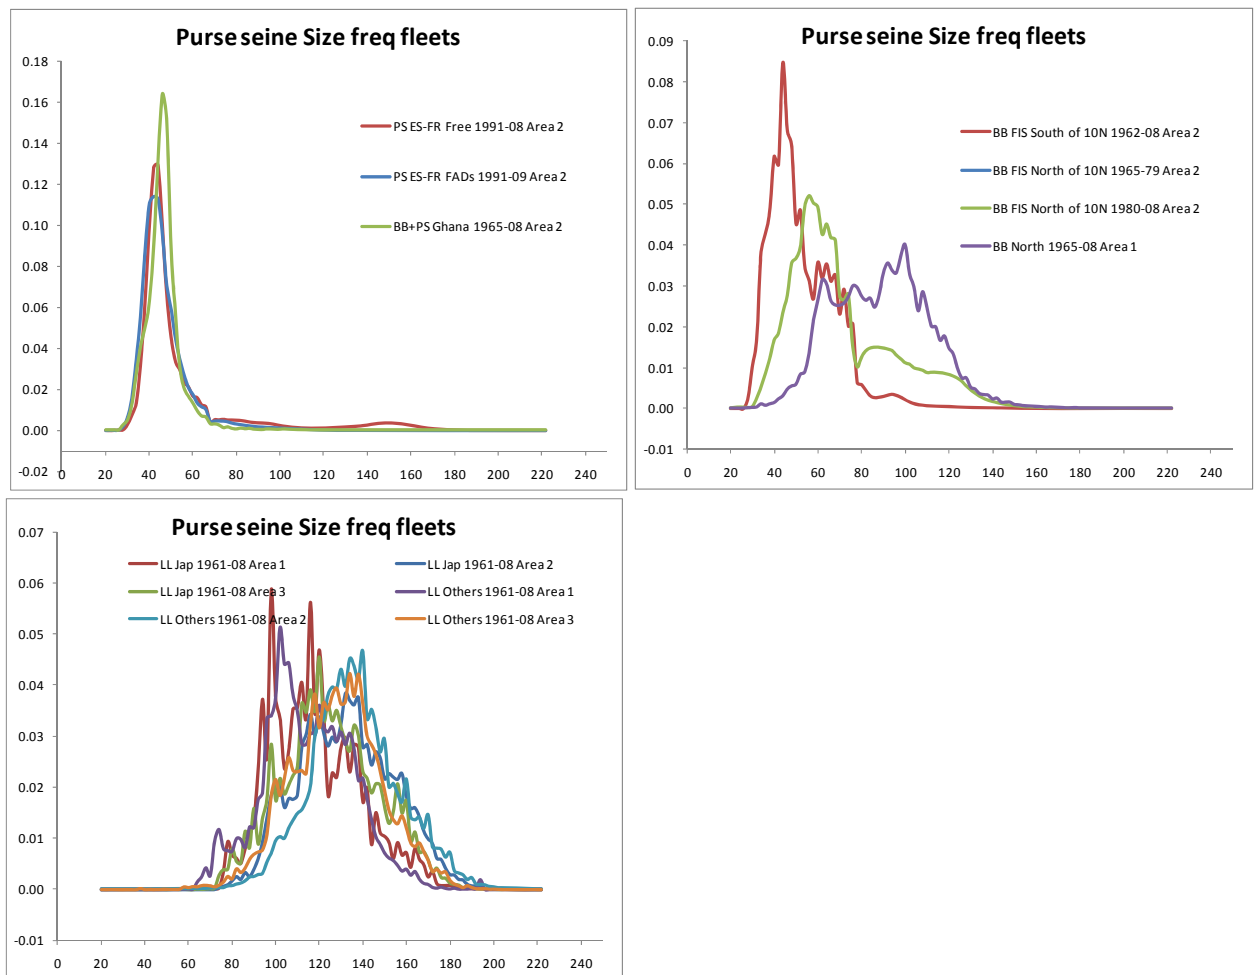 Purse seine Size freq fleets
0.18
0.16
0.14
0.12
0.10
0.08
0.06
0.04
0.02
0.00
-0.02
PS ES-FR Free 1991-08 Area 2
PS ES-FR FADs 1991-09 Area 2
BB+PS Ghana 1965-08 Area 2
0 20 40 60 80 100 120 140 160 180 200 220 240
Purse seine Size freq fleets
0.09
0.08
0.07
0.06
0.05
0.04
0.03
0.02
0.01
0.00
-0.01
BB FIS South of 10N 1962-08 Area 2
BB FIS North of 10N 1965-79 Area 2
BB FIS North of 10N 1980-08 Area 2
BB North 1965-08 Area 1
0 20 40 60 80 100 120 140 160 180 200 220 240
Purse seine Size freq fleets
0.07
0.06
0.05
0.04
0.03
0.02
0.01
0.00
-0.01
LL Jap 1961-08 Area 1 LL Jap 1961-08 Area 2
LL Jap 1961-08 Area 3 LL Others 1961-08 Area 1
LL Others 1961-08 Area 2 LL Others 1961-08 Area 3
0 20 40 60 80 100 120 140 160 180 200 220 240